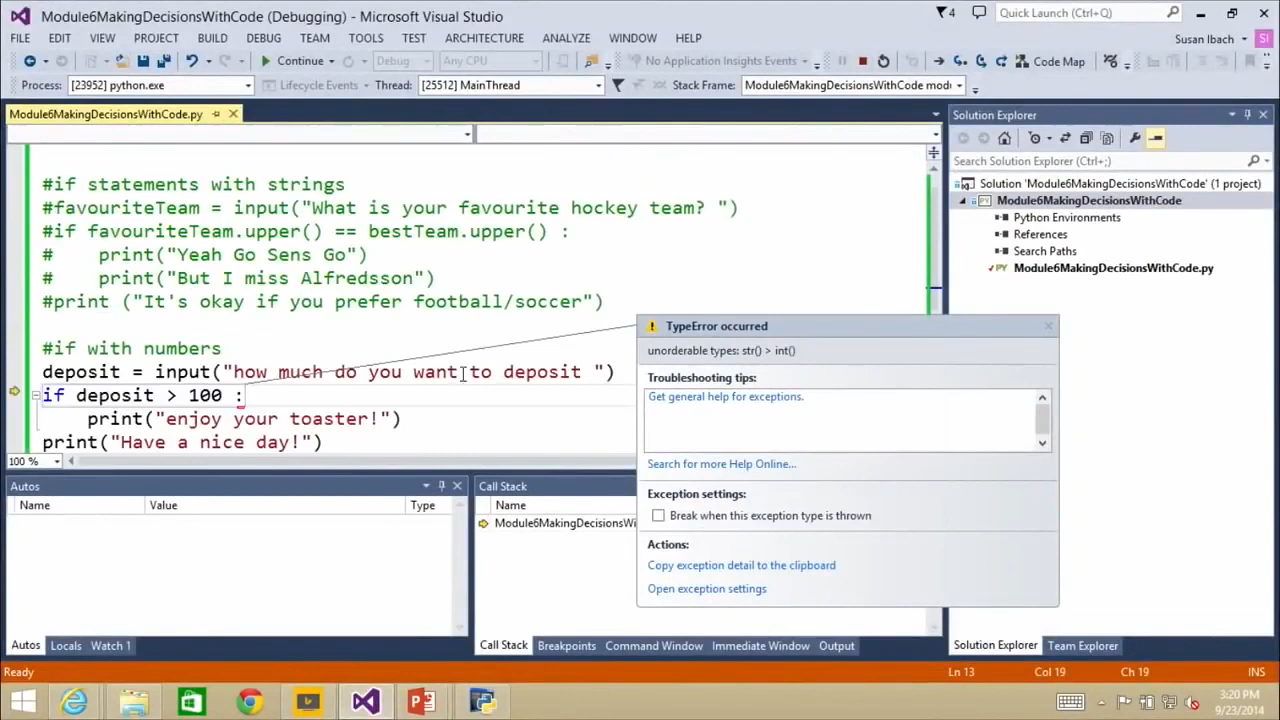 Module6MakingDecisionsWithCode (Debugging) - Microsoft Visual Studio
4
Quick Launch (Ctrl+Q)
FILE EDIT VIEW PROJECT BUILD DEBUG TEAM TOOLS TEST ARCHITECTURE ANALYZE WINDOW HELP
Susan Ibach SI
Continue Debug Any CPU No Application Insights Events Code Map
Process: [23952] python.exe Lifecycle Events Thread: [25512] MainThread Stack Frame: Module6MakingDecisionsWithCode modu
Module6MakingDecisionsWithCode.py
#if statements with strings
#favouriteTeam = input("What is your favourite hockey team? ")
#if favouriteTeam.upper() == bestTeam.upper() :
#    print("Yeah Go Sens Go")
#    print("But I miss Alfredsson")
#print ("It's okay if you prefer football/soccer")
#if with numbers
deposit = input("how much do you want to deposit ")
if deposit > 100 :
    print("enjoy your toaster!")
print("Have a nice day!")
100 %
TypeError occurred
unorderable types: str() > int()
Troubleshooting tips:
Get general help for exceptions.
Search for more Help Online...
Exception settings:
Break when this exception type is thrown
Actions:
Copy exception detail to the clipboard
Open exception settings
Solution Explorer
Search Solution Explorer (Ctrl+;)
Solution 'Module6MakingDecisionsWithCode' (1 project)
PY Module6MakingDecisionsWithCode
Python Environments
References
Search Paths
PY Module6MakingDecisionsWithCode.py
Autos
Name Value Type
Call Stack
Name
Module6MakingDecisionsWi
Autos Locals Watch 1
Call Stack Breakpoints Command Window Immediate Window Output
Solution Explorer Team Explorer
Ready Ln 13 Col 19 Ch 19 INS
3:20 PM
9/23/2014